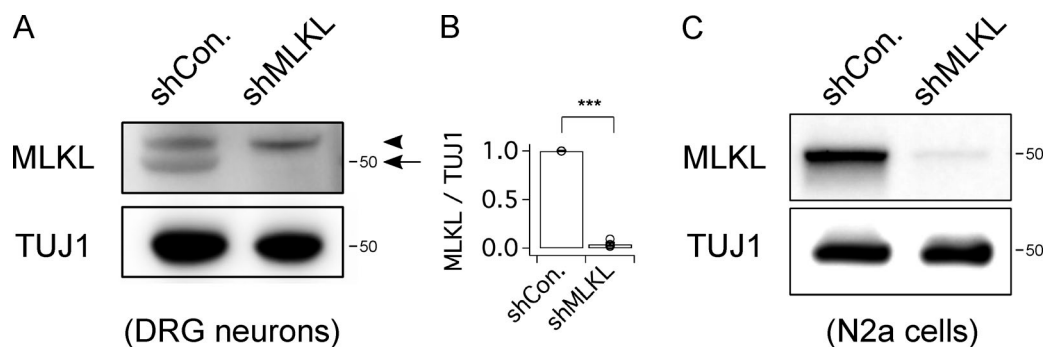 A
shCon.
shMLKL
MLKL
-50
TUJ1
-50
(DRG neurons)
B
***
MLKL / TUJ1
1.0
0.5
0.0
shCon.
shMLKL
C
shCon.
shMLKL
MLKL
-50
TUJ1
-50
(N2a cells)